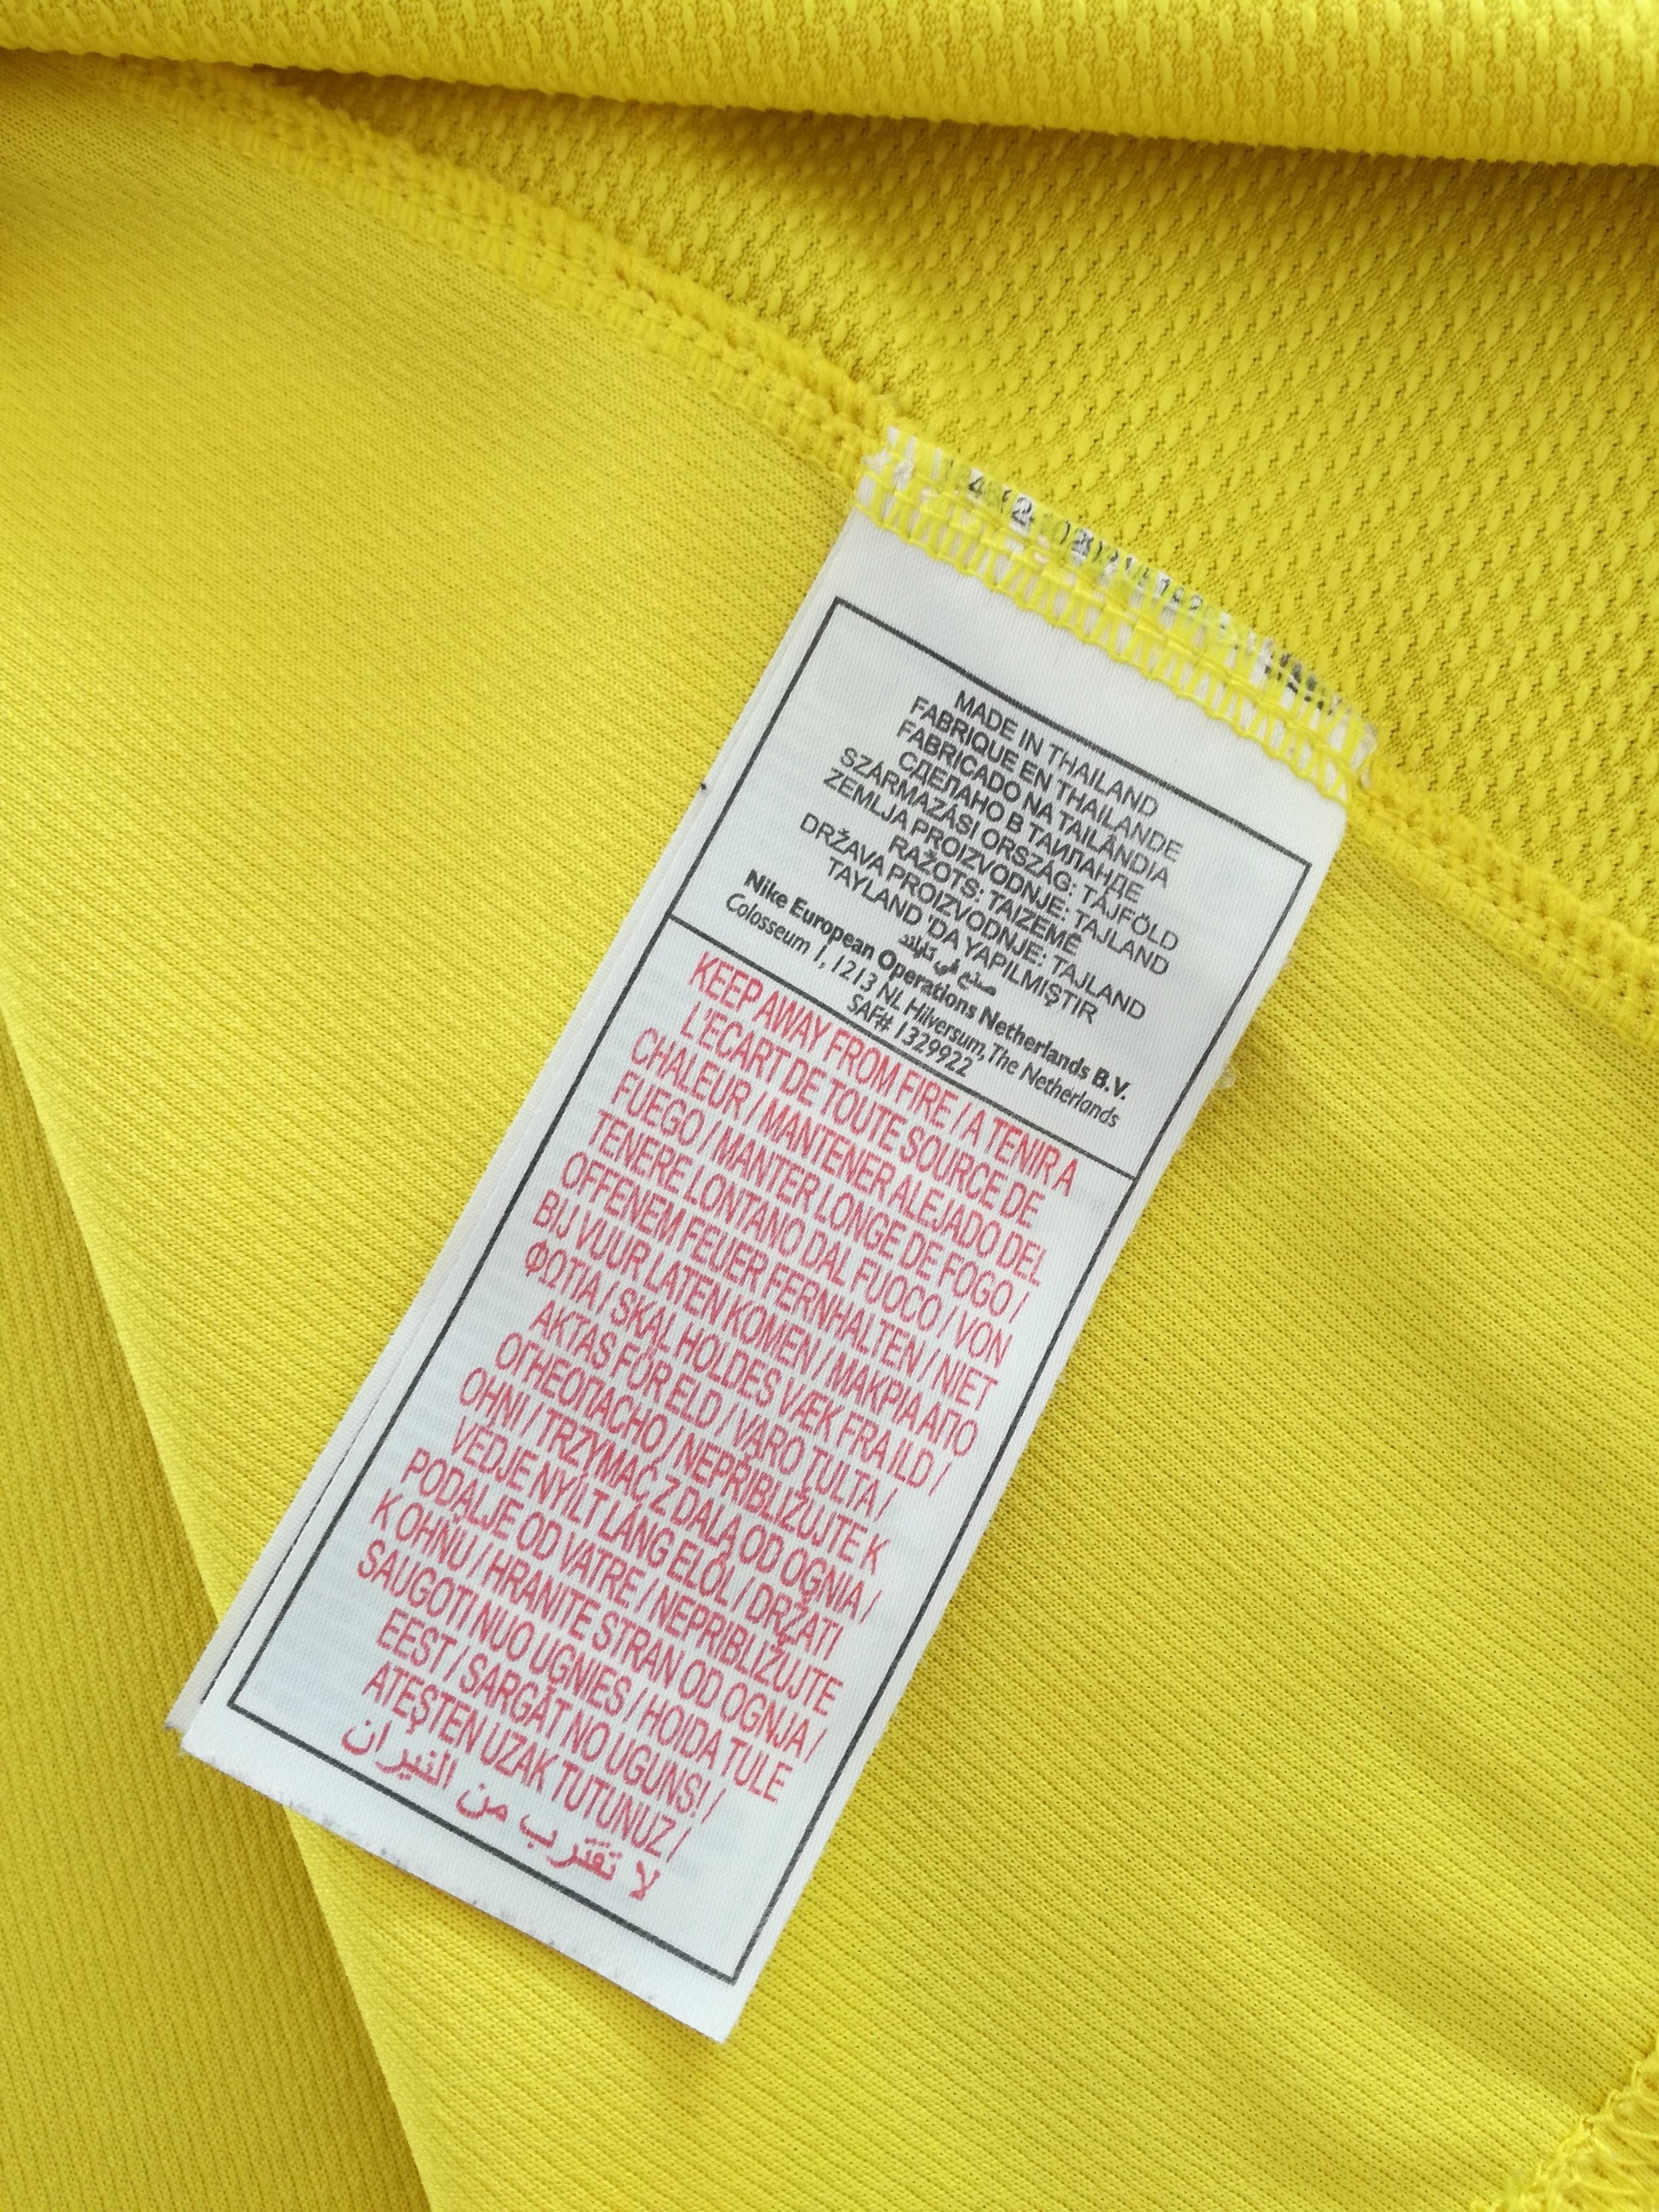 MADE IN THAILAND
FABRIQUE EN THAILANDE
FABRICADO NA TAILÂNDIA
СДЕЛАНО В ТАИЛАНДЕ
SZÁRMAZÁSI ORSZÁG: TÁJFÖLD
ZEMLJA PROIZVODNJE: TAJLAND
RAŽOTS: TAIZEMĒ
DRŽAVA PROIZVODNJE: TAJLAND
TAYLAND 'DA YAPILMIŞTIR
صنع في تايلاند
Nike European Operations Netherlands B.V.
Colosseum 1, 1213 NL Hilversum, The Netherlands
SAF# 1329922
KEEP AWAY FROM FIRE / A TENIR A
L'ECART DE TOUTE SOURCE DE
CHALEUR / MANTENER ALEJADO DEL
FUEGO / MANTER LONGE DE FOGO /
TENERE LONTANO DAL FUOCO / VON
OFFENEM FEUER FERNHALTEN / NIET
BIJ VUUR LATEN KOMEN / ΜΑΚΡΙΑ ΑΠΟ
ΦΩΤΙΑ / SKAL HOLDES VÆK FRA ILD /
AKTAS FÖR ELD / VARO TULTA /
ОГНЕОПАСНО / NEPŘIBLIŽUJTE K
OHNI / TRZYMAĆ Z DALA OD OGNIA /
VÉDJE NYÍLT LÁNG ELŐL / DRŽATI
PODALJE OD VATRE / NEPRIBLIŽUJTE
K OHŇU / HRANITE STRAN OD OGNJA /
SAUGOTI NUO UGNIES / HOIDA TULE
EEST / SARGĀT NO UGUNS! /
ATEŞTEN UZAK TUTUNUZ /
لا تقترب من النيران